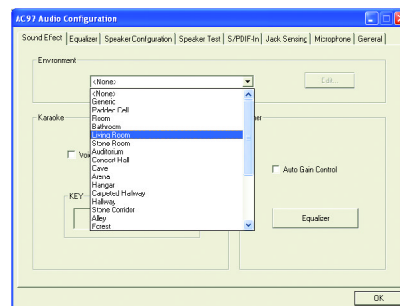 AC97 Audio Configuration
Sound Effect Equalizer Speaker Configuration Speaker Test S/PDIF-In Jack Sensing Microphone General
Environment
<None> Edit...
<None>
Generic
Padded Cell
Room
Bathroom
Living Room
Stone Room
Auditorium
Concert Hall
Cave
Arena
Hangar
Carpeted Hallway
Hallway
Stone Corridor
Alley
Forest
Karaoke
Auto Gain Control
KEY
Equalizer
OK